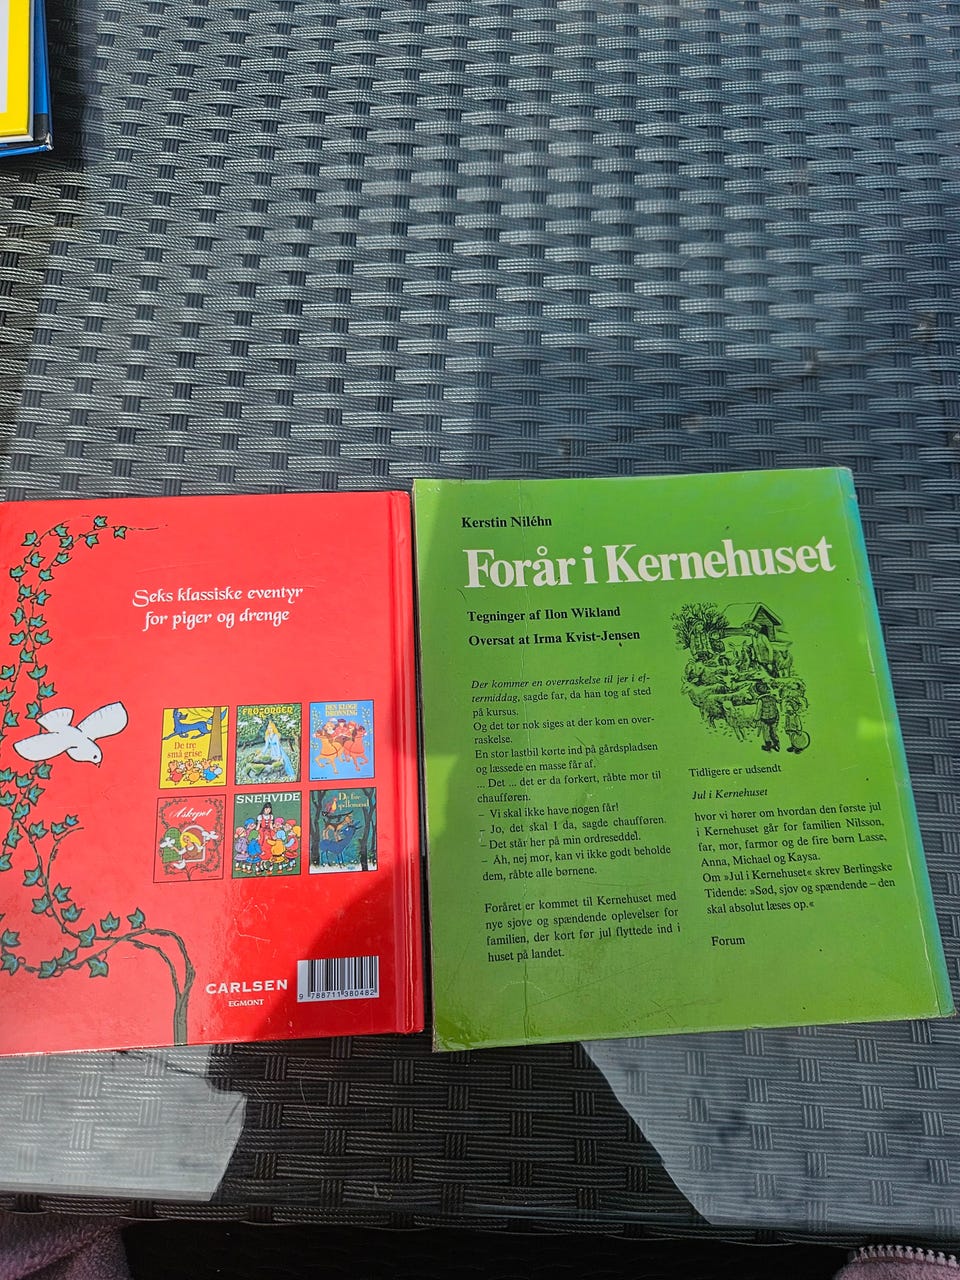 Seks klassiske eventyr
for piger og drenge
De tre
små grise
FRØFORÆR
DEN KLOGE
DRONNING
Askepot
SNEHVIDE
De fire
spillemænd
CARLSEN
EGMONT
9 788711 380482
Kerstin Niléhn
Forår i Kernehuset
Tegninger af Ilon Wikland
Oversat at Irma Kvist-Jensen
Der kommer en overraskelse til jer i ef-
termiddag, sagde far, da han tog af sted
på kursus.
Og det tør nok siges at der kom en over-
raskelse.
En stor lastbil kørte ind på gårdspladsen
og læssede en masse får af.
... Det ... det er da forkert, råbte mor til
chaufføren.
– Vi skal ikke have nogen får!
– Jo, det skal I da, sagde chaufføren.
– Det står her på min ordreseddel.
– Åh, nej mor, kan vi ikke godt beholde
dem, råbte alle børnene.
Foråret er kommet til Kernehuset med
nye sjove og spændende oplevelser for
familien, der kort før jul flyttede ind i
huset på landet.
Tidligere er udsendt
Jul i Kernehuset
hvor vi hører om hvordan den første jul
i Kernehuset går for familien Nilsson,
far, mor, farmor og de fire børn Lasse,
Anna, Michael og Kaysa.
Om »Jul i Kernehuset« skrev Berlingske
Tidende: »Sød, sjov og spændende – den
skal absolut læses op.«
Forum